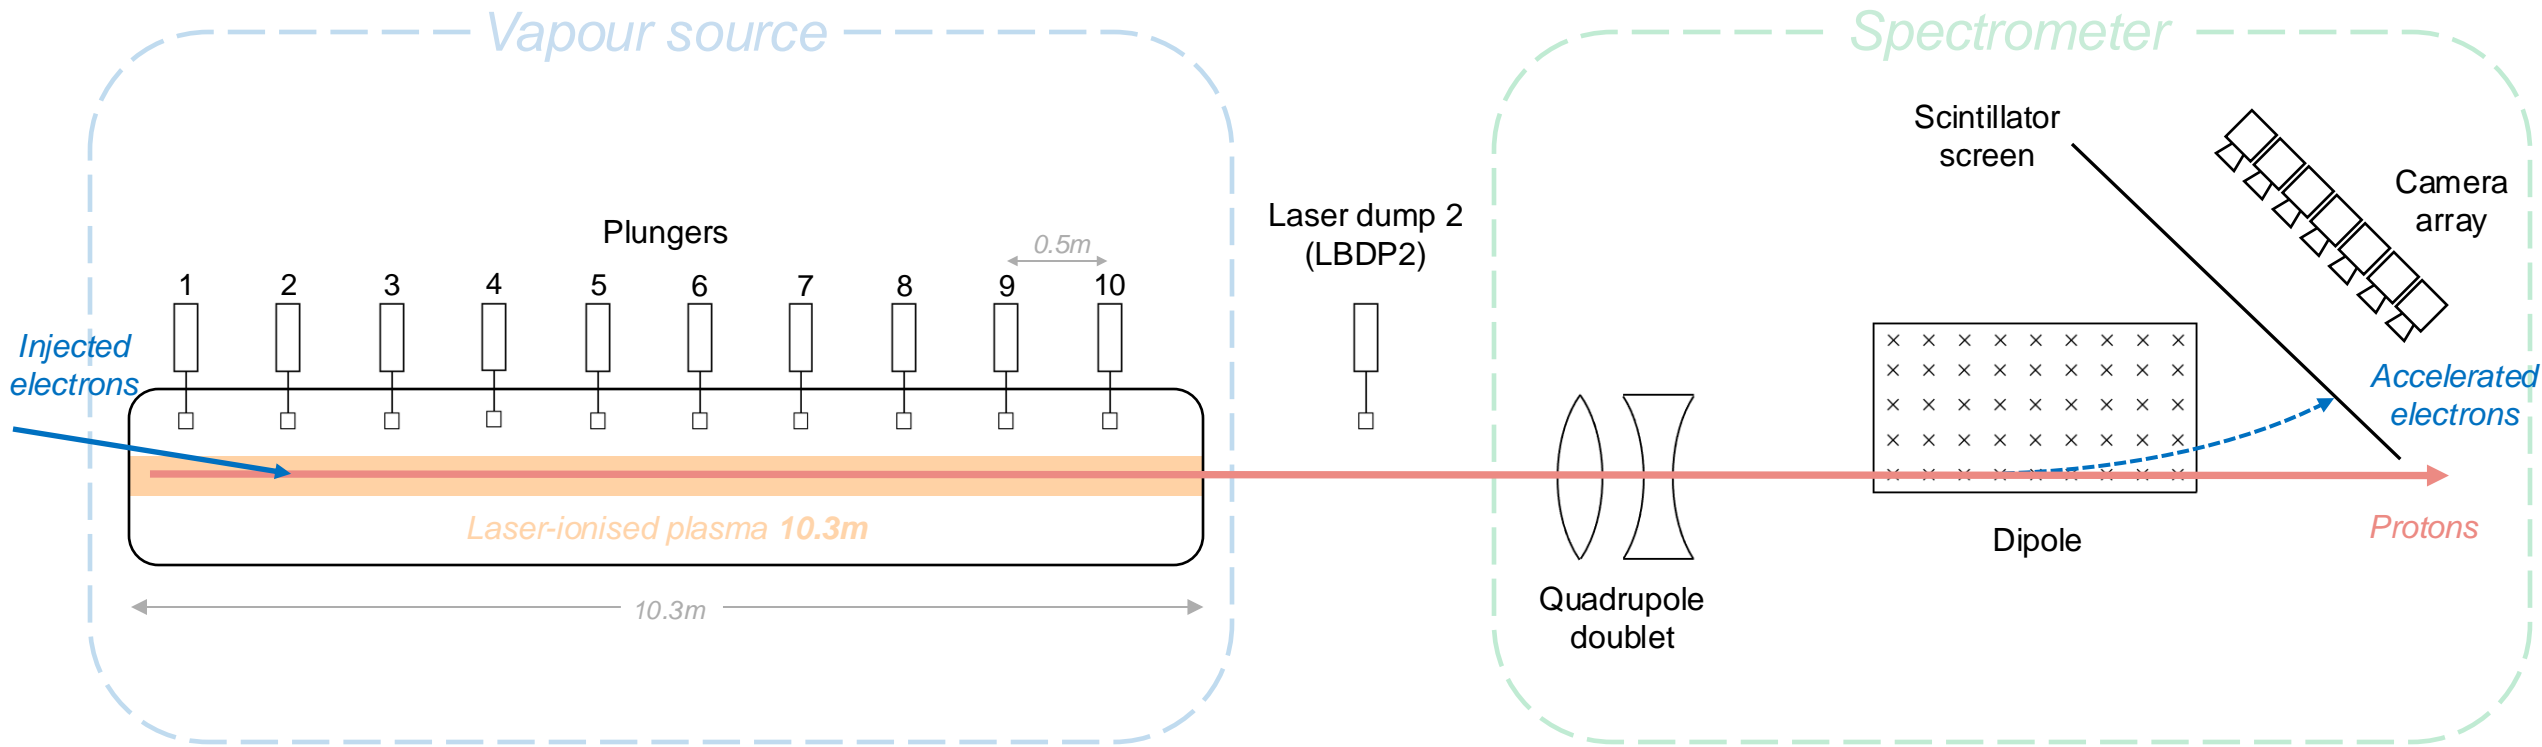 Vapour source
Spectrometer
Scintillator
screen
Camera
array
Plungers
0.5m
Laser dump 2
(LBDP2)
1 2 3 4 5 6 7 8 9 10
Injected
electrons
Accelerated
electrons
Laser-ionised plasma 10.3m
Protons
Dipole
10.3m
Quadrupole
doublet